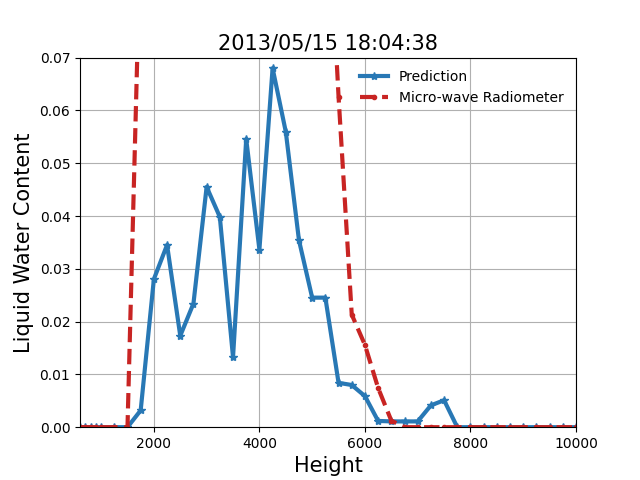 2013/05/15 18:04:38
Prediction
Micro-wave Radiometer
Liquid Water Content
0.07
0.06
0.05
0.04
0.03
0.02
0.01
0.00
2000 4000 6000 8000 10000
Height